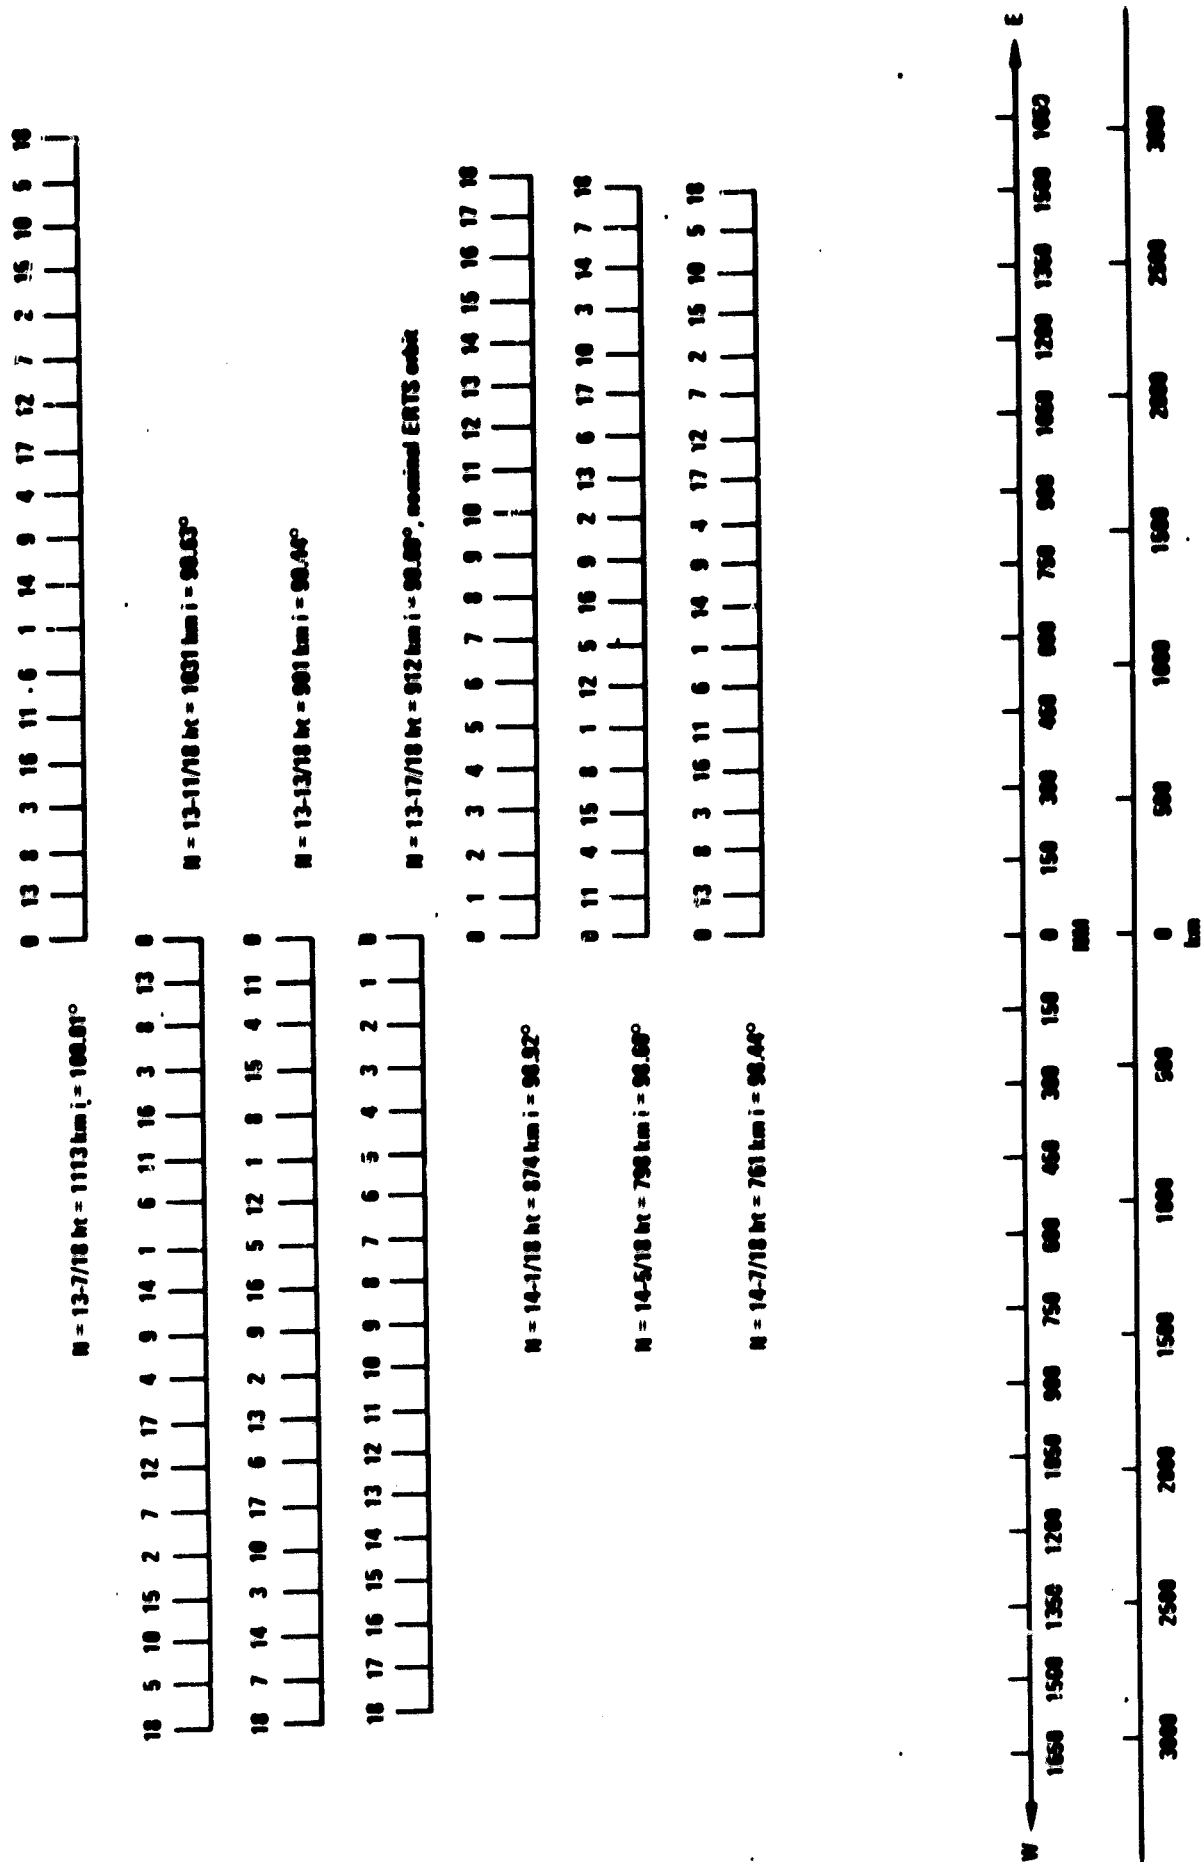 0 13 8 3 16 11 6 1 14 9 4 17 12 7 2 15 10 5 18
N = 13-7/18 ht = 1113 km i = 100.01°
18 5 10 15 2 7 12 17 4 9 14 1 6 11 16 3 8 13 0
N = 13-11/18 ht = 1031 km i = 99.63°
18 7 14 3 10 17 6 13 2 9 16 5 12 1 8 15 4 11 0
N = 13-13/18 ht = 991 km i = 99.44°
18 17 16 15 14 13 12 11 10 9 8 7 6 5 4 3 2 1 0
N = 13-17/18 ht = 912 km i = 99.09°, nominal ERTS orbit
0 1 2 3 4 5 6 7 8 9 10 11 12 13 14 15 16 17 18
N = 14-1/18 ht = 874 km i = 98.92°
0 11 4 15 8 1 12 5 16 9 2 13 6 17 10 3 14 7 18
N = 14-5/18 ht = 798 km i = 98.60°
0 13 8 3 16 11 6 1 14 9 4 17 12 7 2 15 10 5 18
N = 14-7/18 ht = 761 km i = 98.44°
W E
1650 1500 1350 1200 1050 900 750 600 450 300 150 0 150 300 450 600 750 900 1050 1200 1350 1500 1650
NM
3000 2500 2000 1500 1000 500 0 500 1000 1500 2000 2500 3000
km